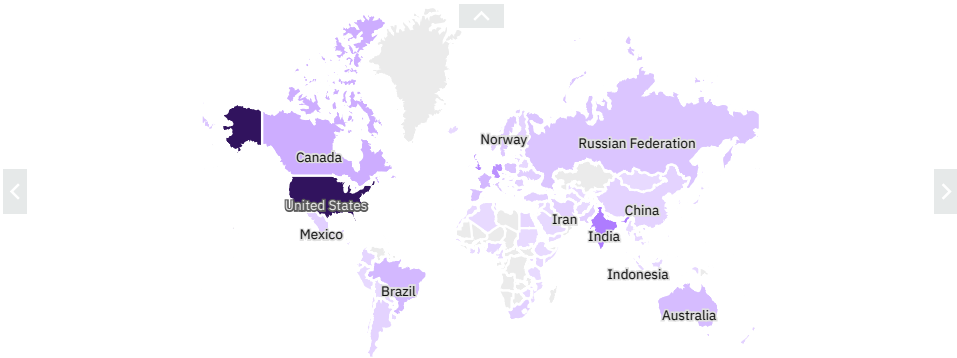 Norway
Russian Federation
Canada
United States
China
Iran
Mexico
India
Indonesia
Brazil
Australia